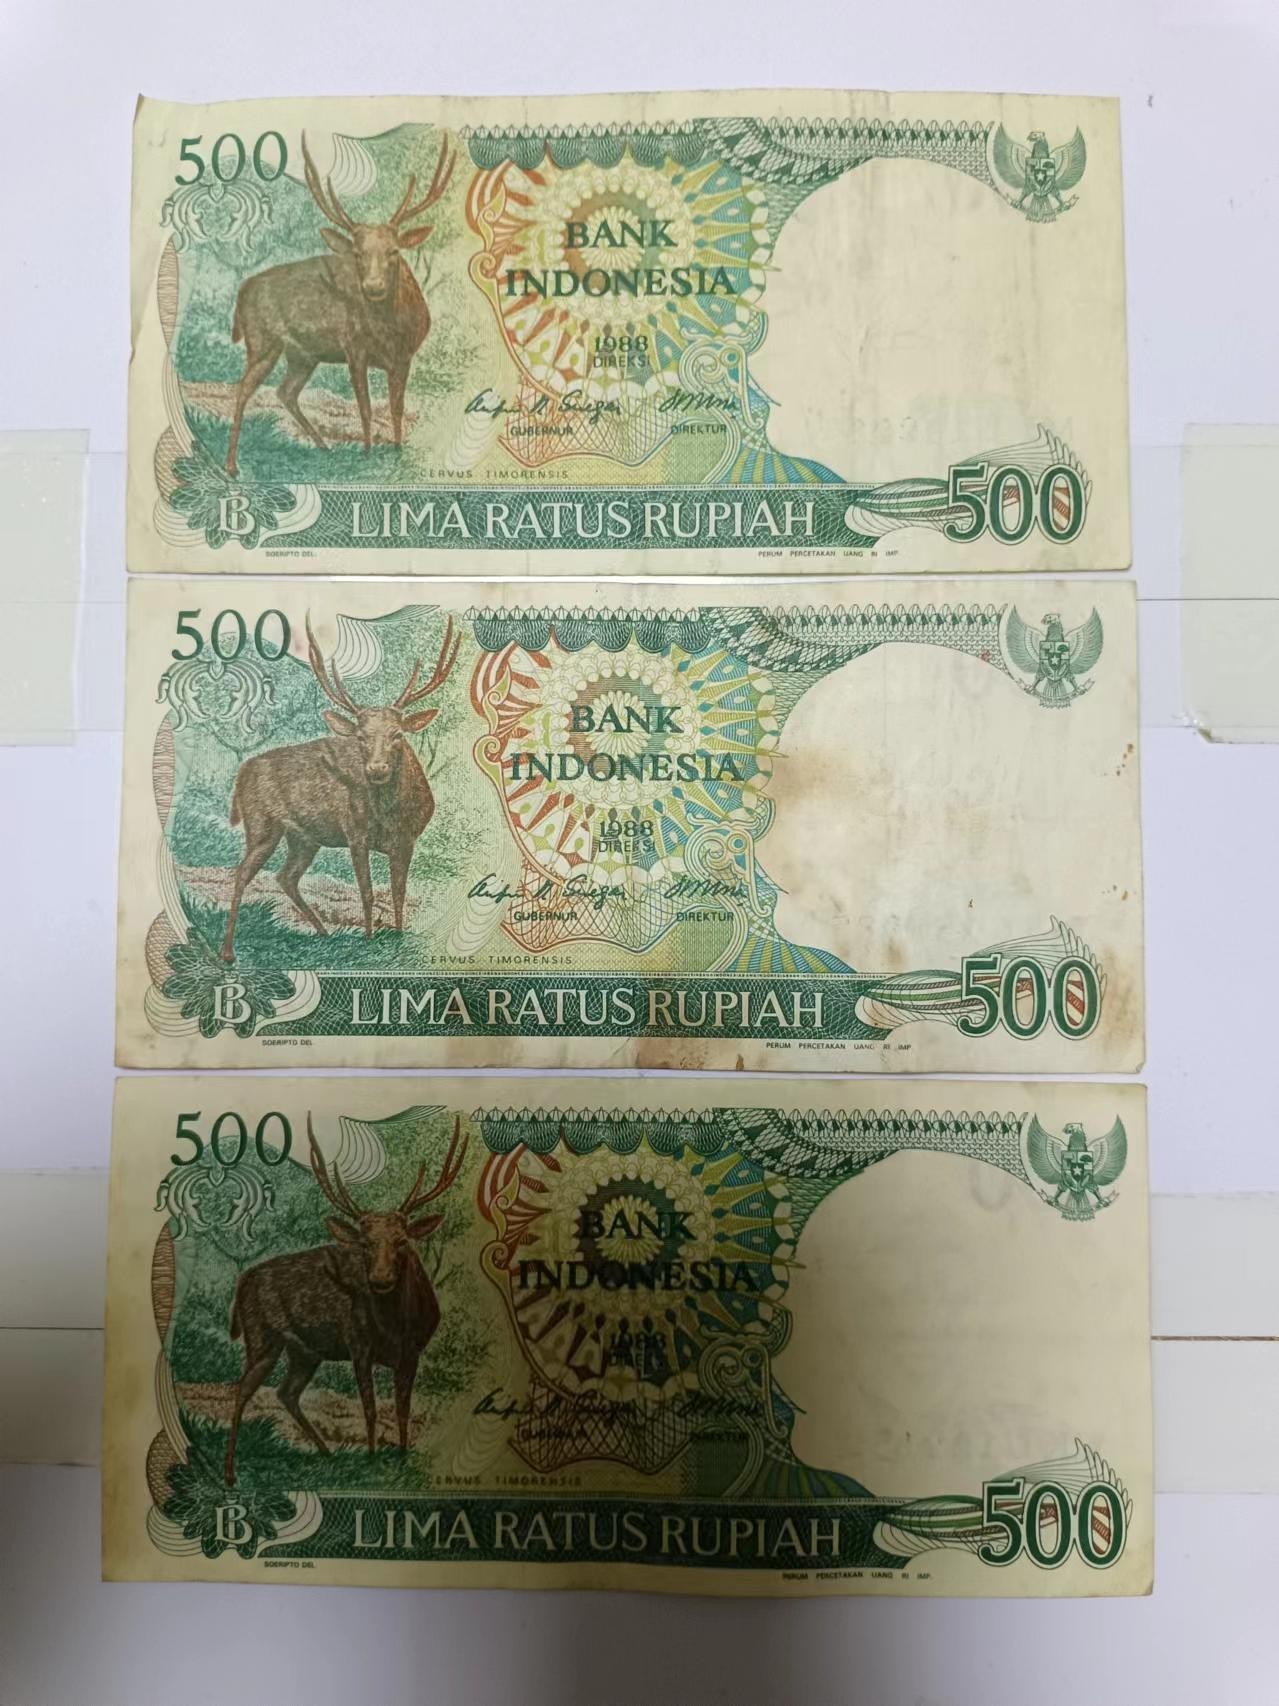 500
BANK
INDONESIA
1988
DIREKSI
GUBERNUR DIREKTUR
CERVUS TIMORENSIS
LIMA RATUS RUPIAH
500
SOERIPTO DEL.
PERUM PERCETAKAN UANG RI IMP.
500
BANK
INDONESIA
1988
DIREKSI
GUBERNUR DIREKTUR
CERVUS TIMORENSIS
LIMA RATUS RUPIAH
500
SOERIPTO DEL.
PERUM PERCETAKAN UANG RI IMP.
500
BANK
INDONESIA
1988
DIREKSI
GUBERNUR DIREKTUR
CERVUS TIMORENSIS
LIMA RATUS RUPIAH
500
SOERIPTO DEL.
PERUM PERCETAKAN UANG RI IMP.